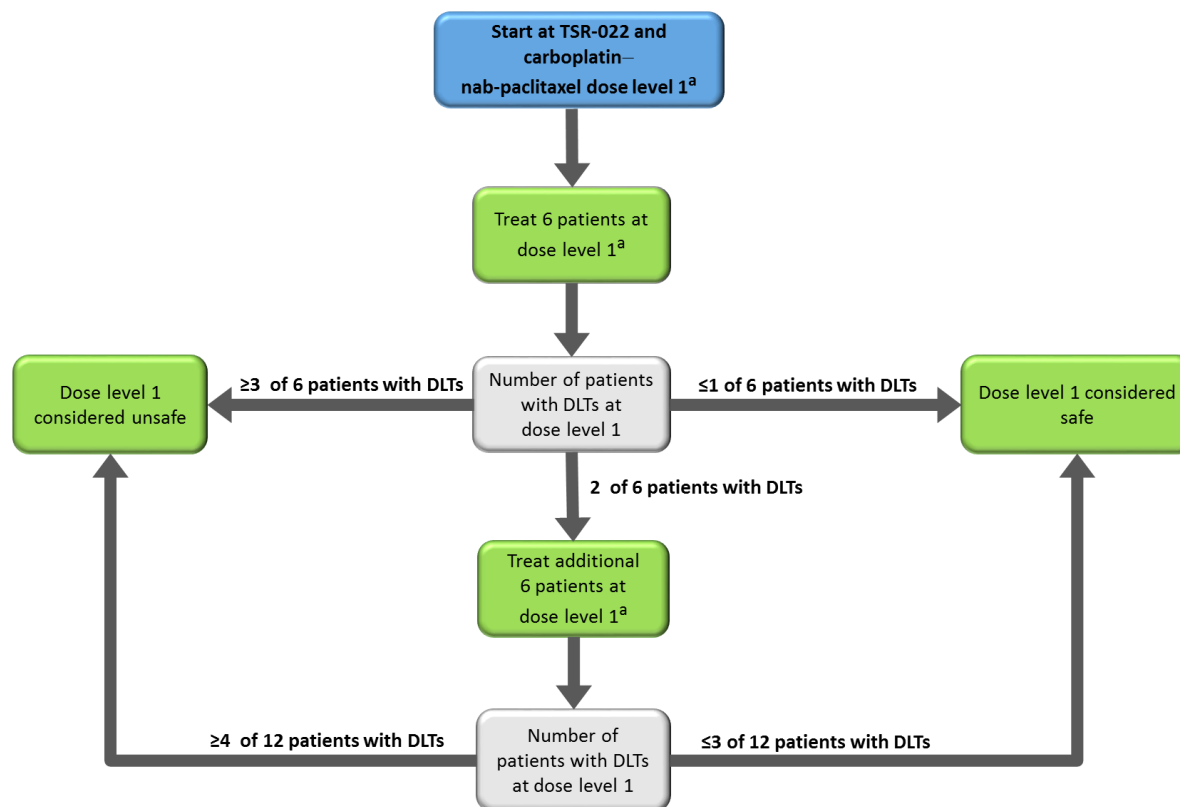 Start at TSR-022 and
carboplatin–
nab-paclitaxel dose level 1ᵃ
Treat 6 patients at
dose level 1ᵃ
Dose level 1
considered unsafe
≥3  of 6 patients with DLTs
Number of patients
with DLTs at
dose level 1
≤1 of 6 patients with DLTs
Dose level 1 considered
safe
2  of 6 patients with DLTs
Treat additional
6 patients at
dose level 1ᵃ
≥4  of 12 patients with DLTs
Number of
patients with DLTs
at dose level 1
≤3 of 12 patients with DLTs